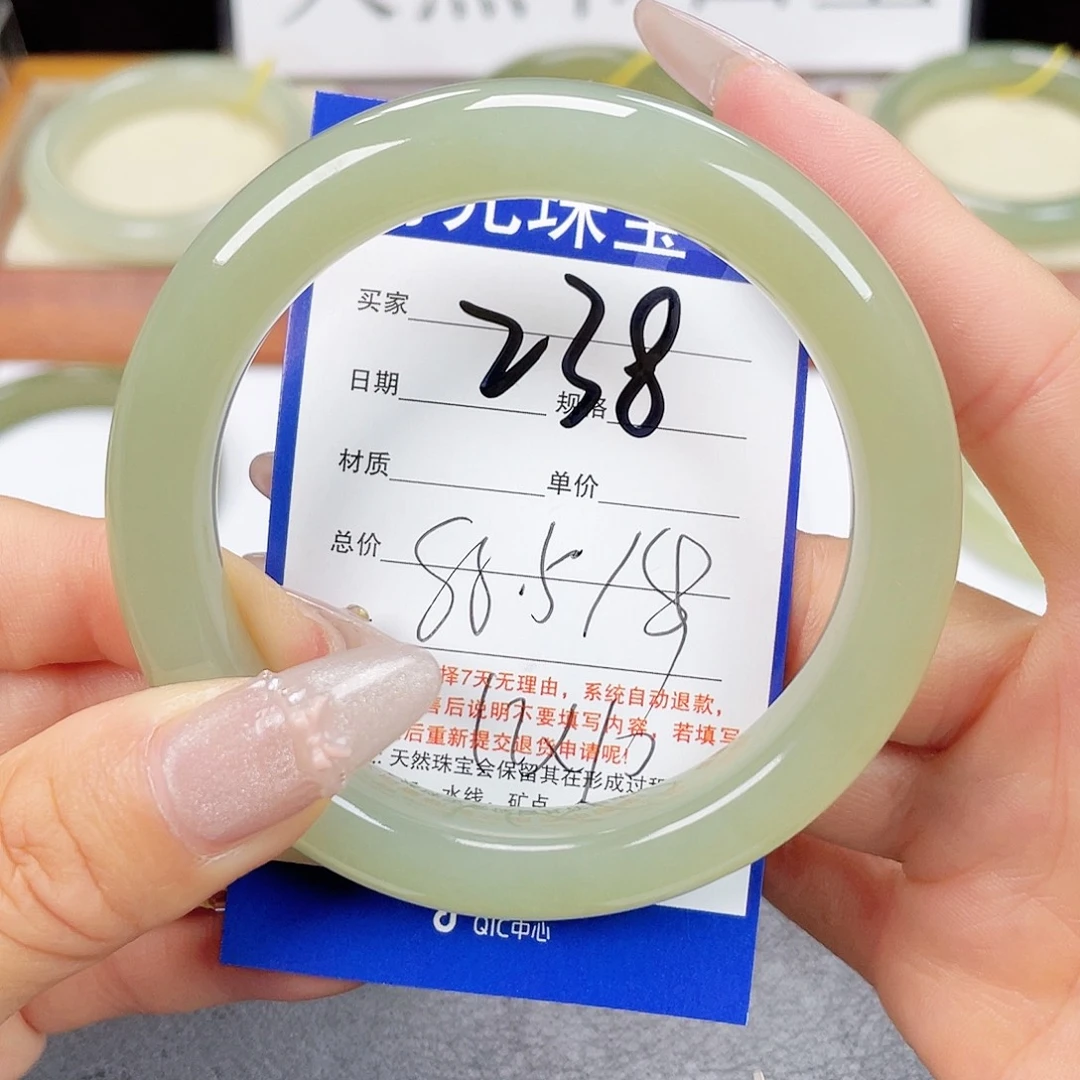 元珠宝
买家 238
日期 规格
材质 单价
总价 88.5/18
择7天无理由，系统自动退款，
售后说明不要填写内容，若填写
后重新提交退货申请呢！
天然珠宝会保留其在形成过程
水线，矿点
QIC中心